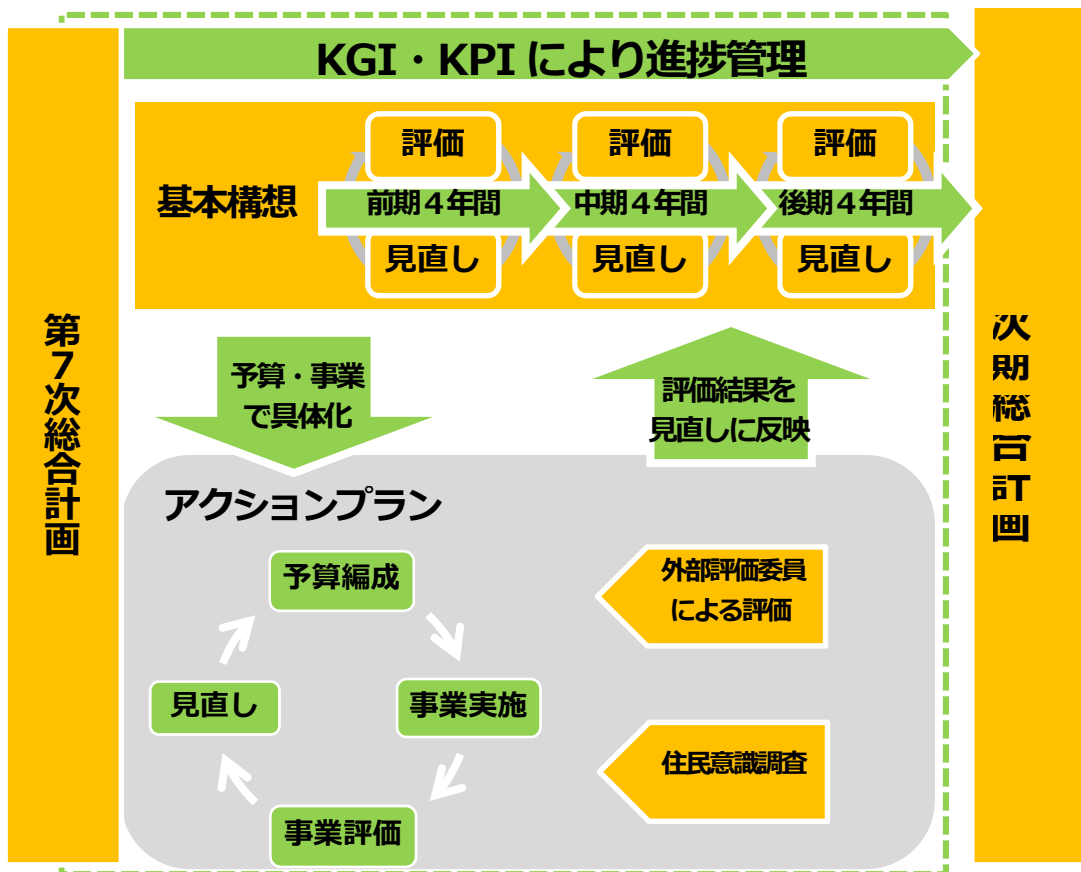 KGI・KPI により進捗管理
第7次総合計画
基本構想
評価
評価
評価
前期４年間
中期４年間
後期４年間
見直し
見直し
見直し
次期総合計画
予算・事業
で具体化
評価結果を
見直しに反映
アクションプラン
予算編成
事業実施
事業評価
見直し
外部評価委員
による評価
住民意識調査